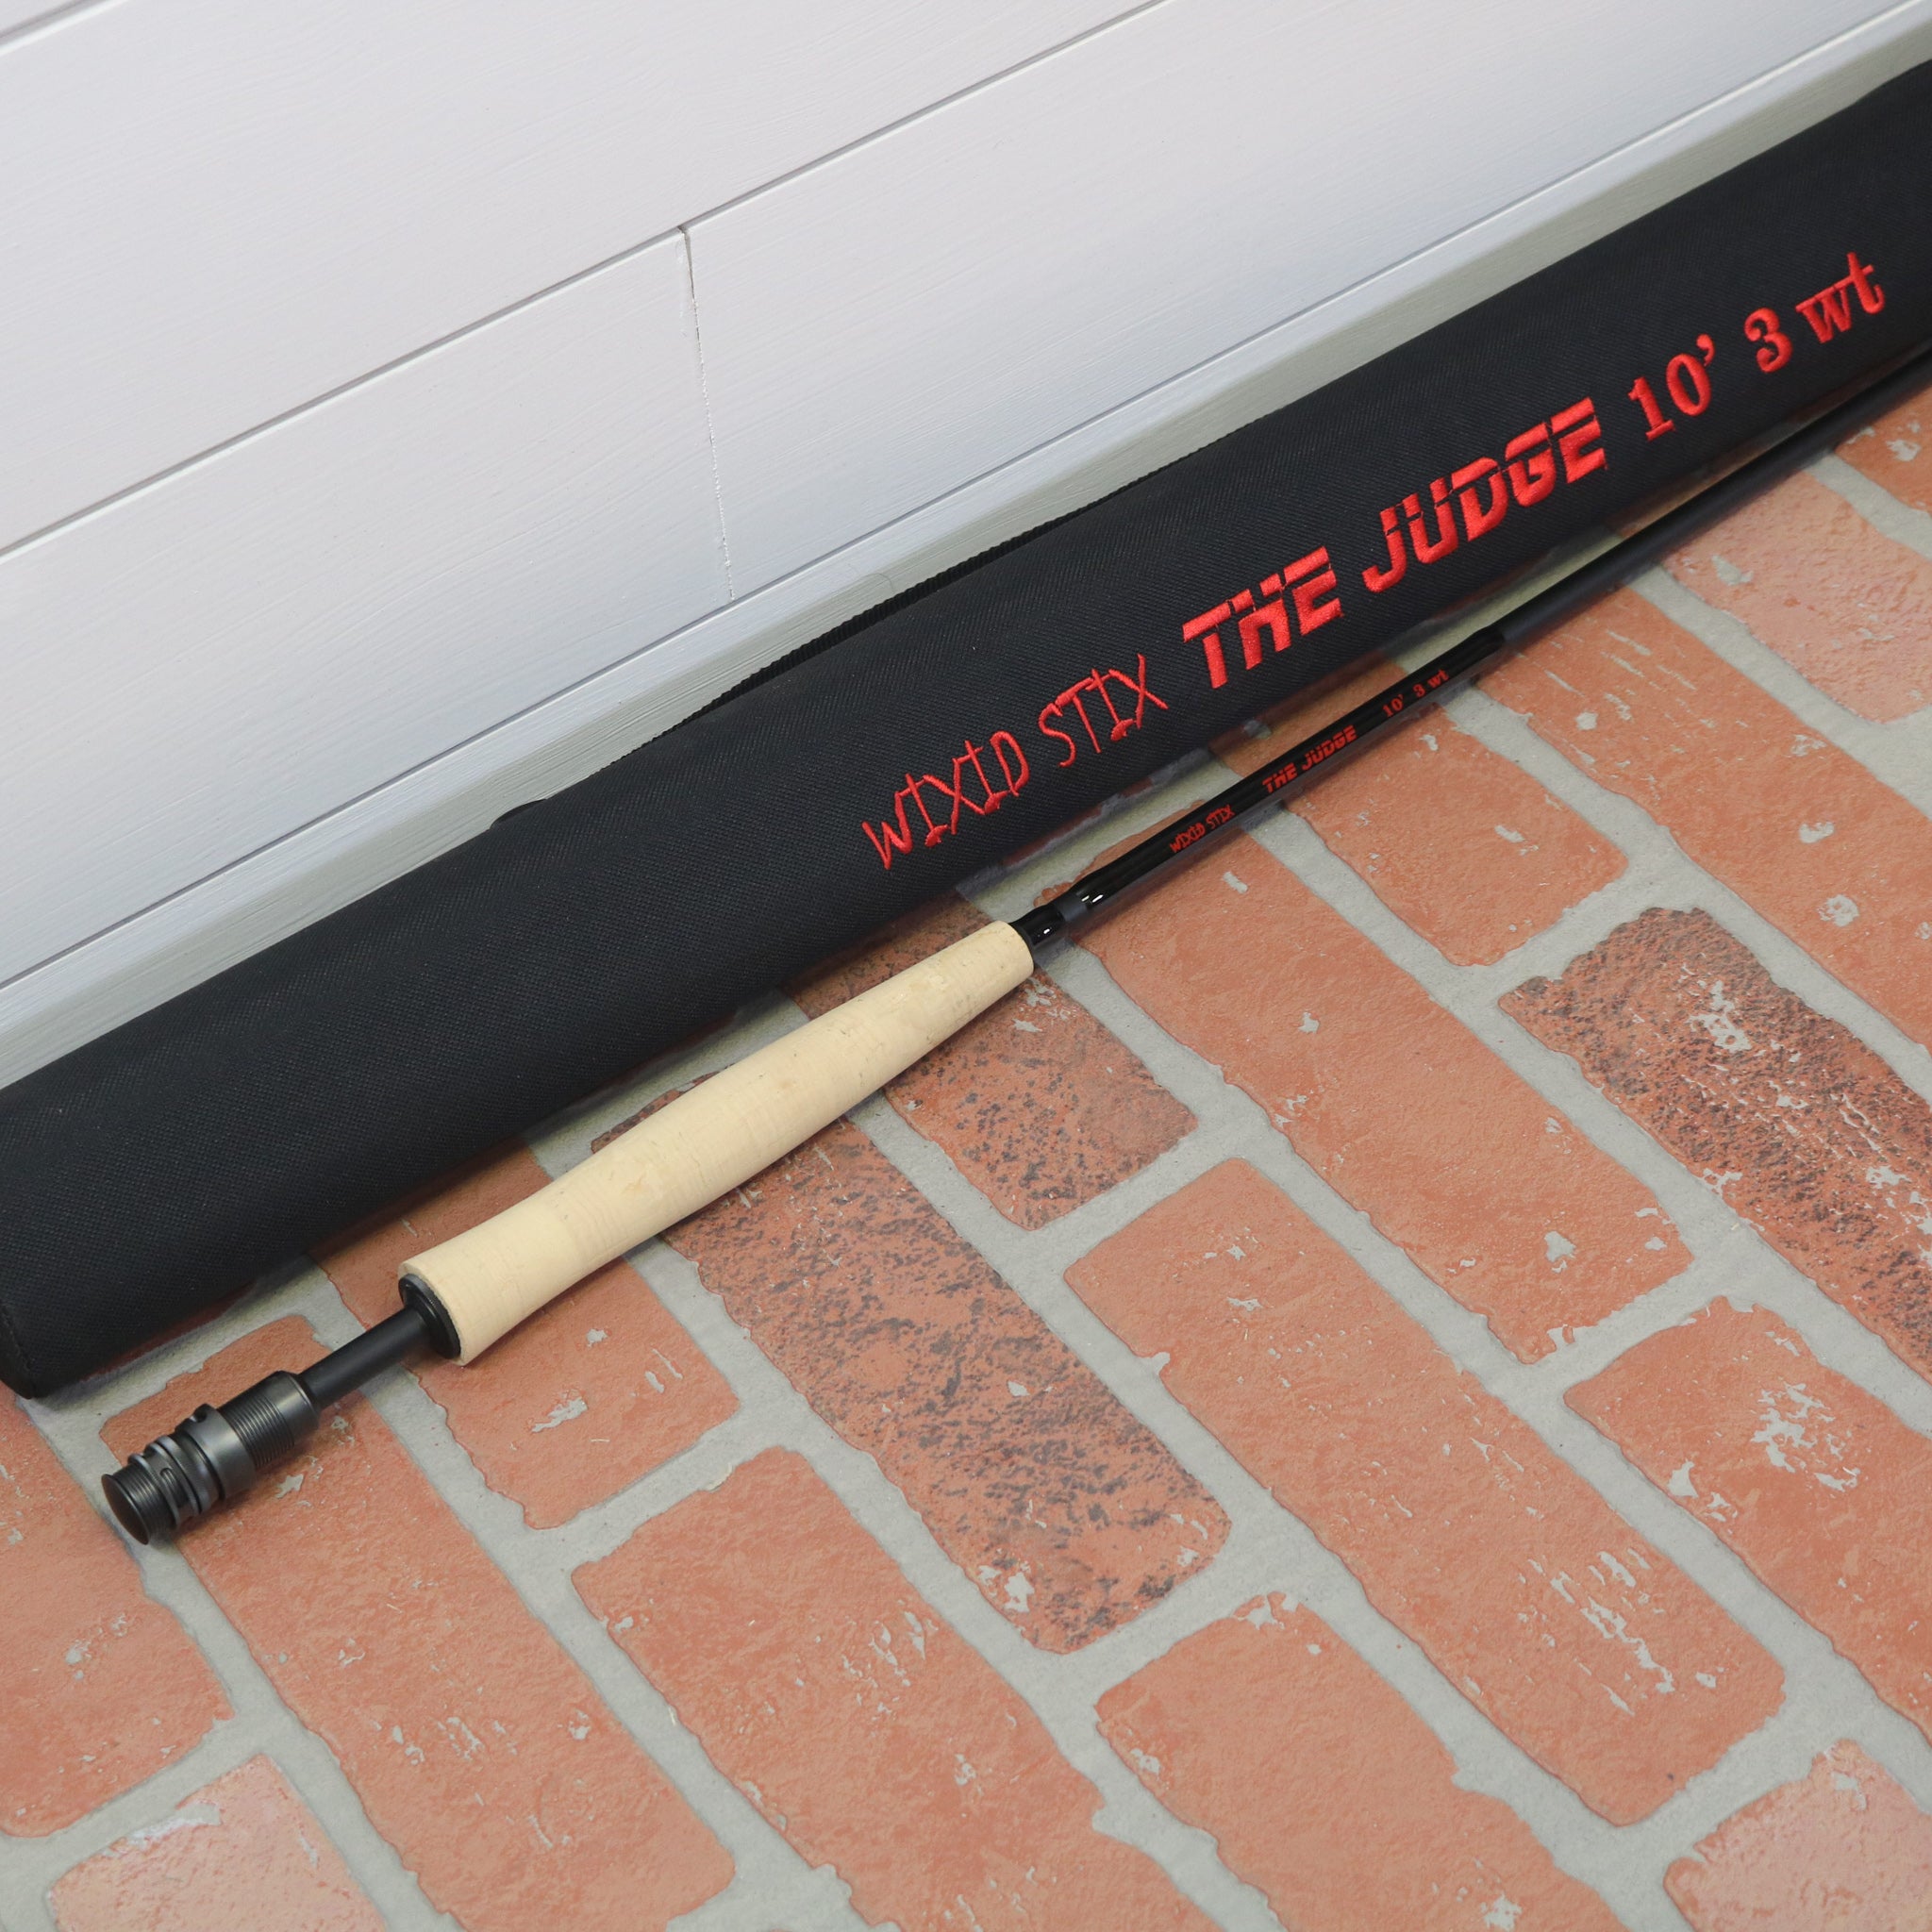 WIXID STIX THE JUDGE 10' 3 wt
WIXID STIX THE JUDGE 10' 3 wt